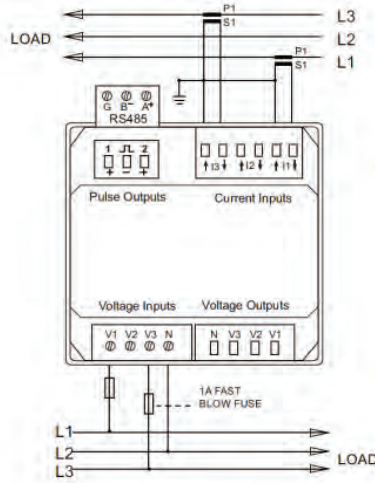 P1
L3
S1
LOAD
L2
P1
L1
S1
G B- A+
RS485
1 2
+ − +
I3 I2 I1
Pulse Outputs
Current Inputs
Voltage Inputs
Voltage Outputs
V1 V2 V3 N
N V3 V2 V1
1A FAST
BLOW FUSE
L1
L2
LOAD
L3